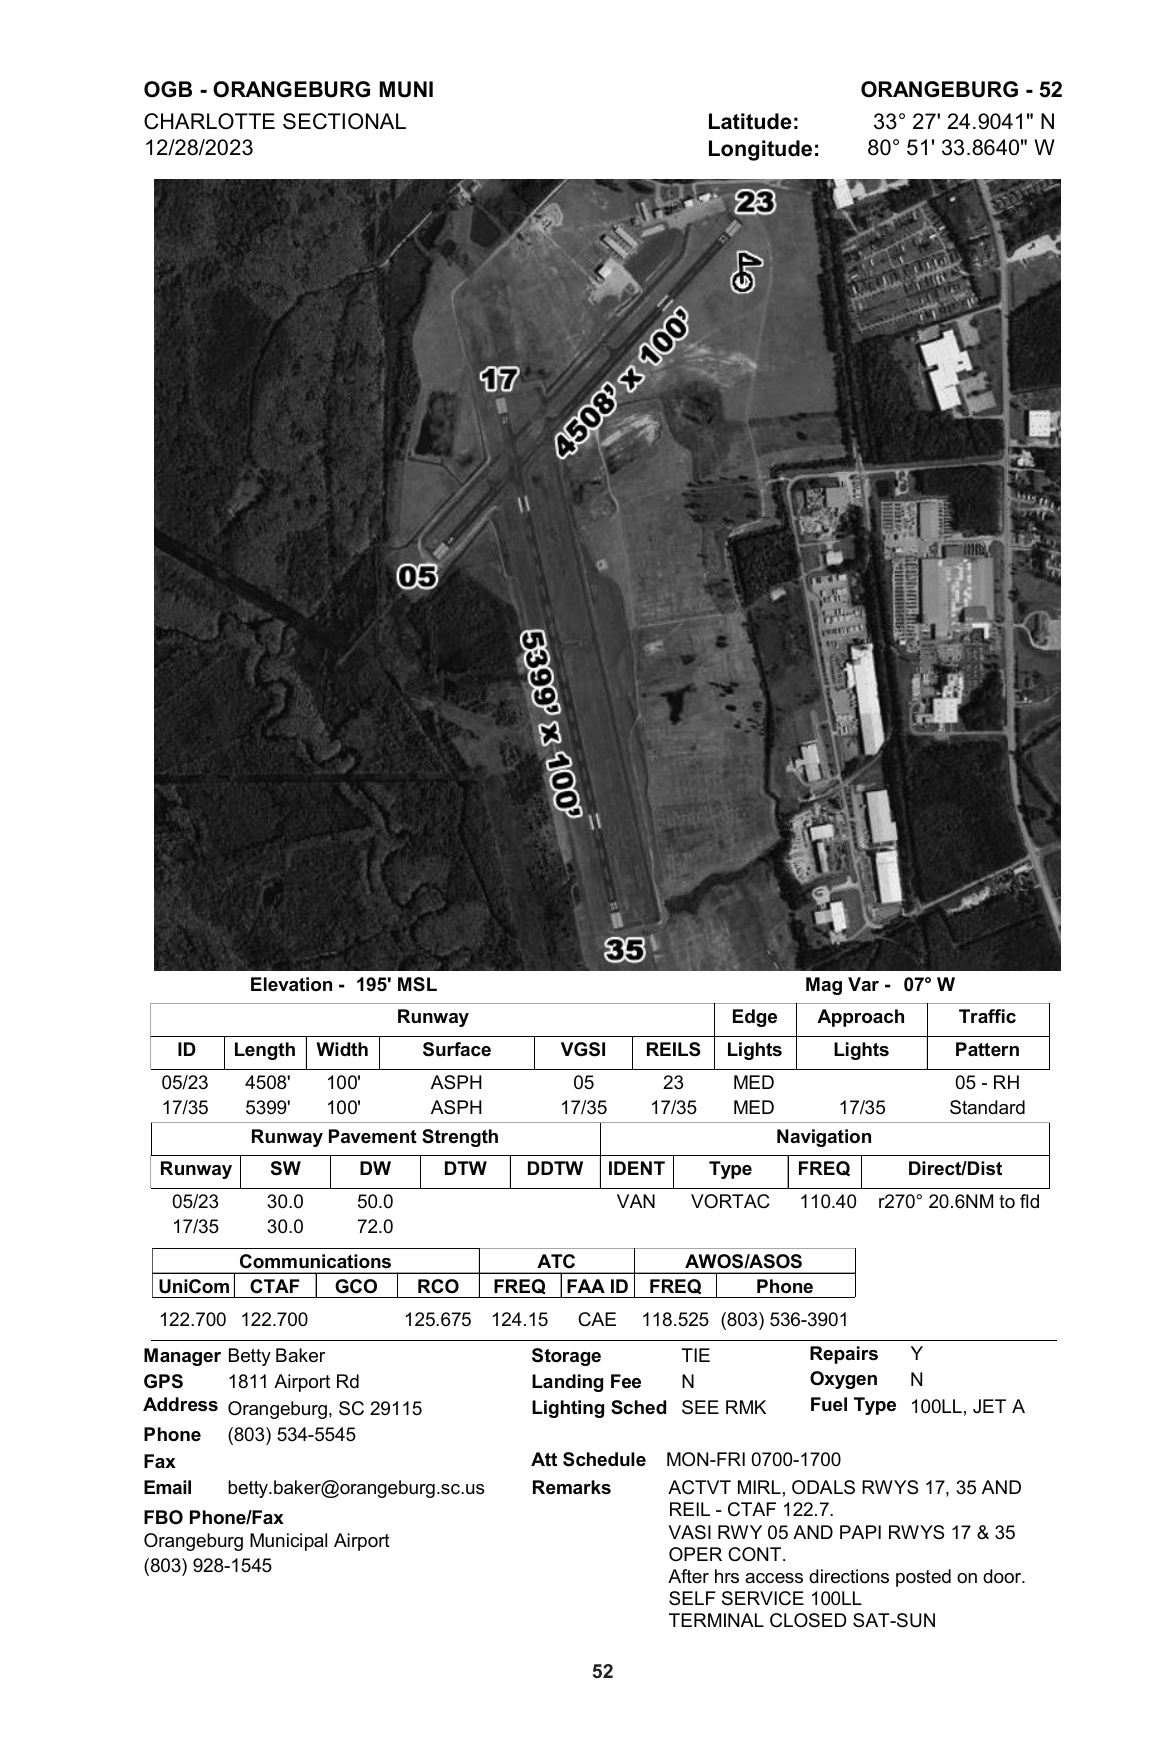 OGB - ORANGEBURG MUNI ORANGEBURG - 52
CHARLOTTE SECTIONAL Latitude: 33° 27' 24.9041" N
12/28/2023 Longitude: 80° 51' 33.8640" W
23
4508' x 100'
17
05
5399' x 100'
35
Elevation - 195' MSL Mag Var - 07° W
Runway Edge Approach Traffic
ID Length Width Surface VGSI REILS Lights Lights Pattern
05/23 4508' 100' ASPH 05 23 MED 05 - RH
17/35 5399' 100' ASPH 17/35 17/35 MED 17/35 Standard
Runway Pavement Strength Navigation
Runway SW DW DTW DDTW IDENT Type FREQ Direct/Dist
05/23 30.0 50.0 VAN VORTAC 110.40 r270° 20.6NM to fld
17/35 30.0 72.0
Communications ATC AWOS/ASOS
UniCom CTAF GCO RCO FREQ FAA ID FREQ Phone
122.700 122.700 125.675 124.15 CAE 118.525 (803) 536-3901
Manager Betty Baker Storage TIE Repairs Y
GPS 1811 Airport Rd Landing Fee N Oxygen N
Address Orangeburg, SC 29115 Lighting Sched SEE RMK Fuel Type 100LL, JET A
Phone (803) 534-5545
Fax Att Schedule MON-FRI 0700-1700
Email betty.baker@orangeburg.sc.us Remarks ACTVT MIRL, ODALS RWYS 17, 35 AND
REIL - CTAF 122.7.
FBO Phone/Fax VASI RWY 05 AND PAPI RWYS 17 & 35
Orangeburg Municipal Airport OPER CONT.
(803) 928-1545 After hrs access directions posted on door.
SELF SERVICE 100LL
TERMINAL CLOSED SAT-SUN
52